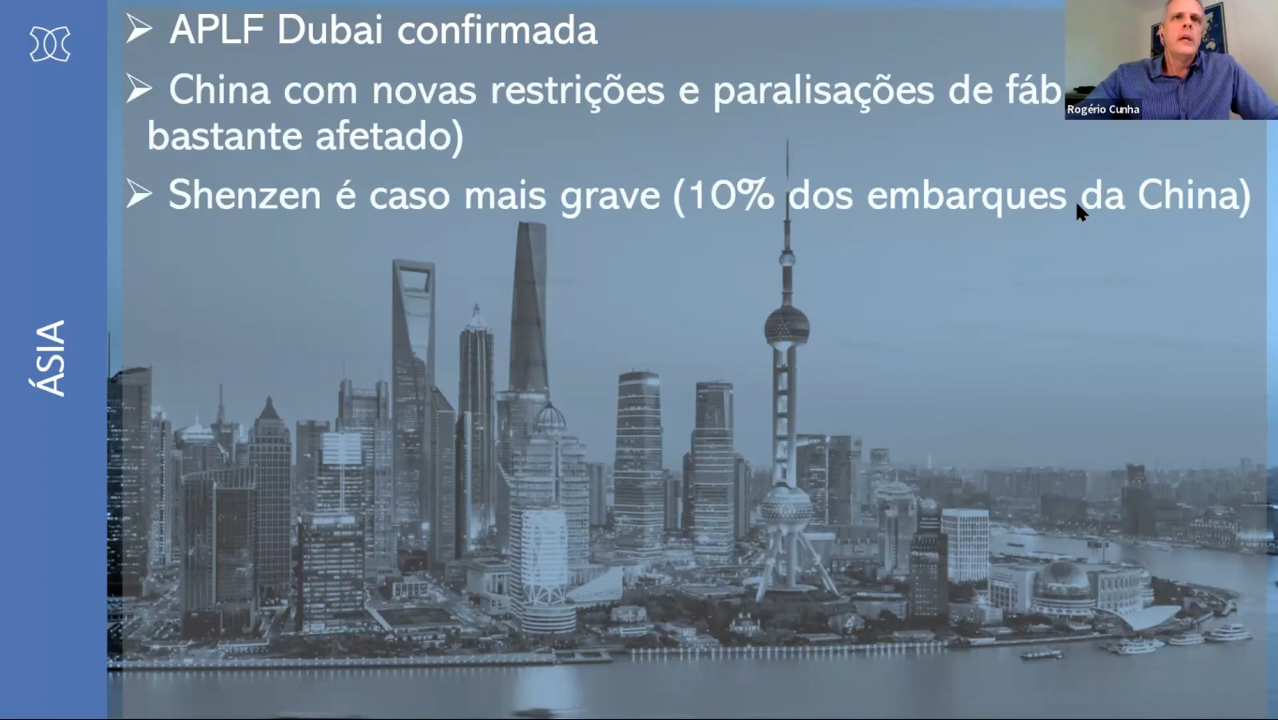 APLF Dubai confirmada
China com novas restrições e paralisações de
bastante afetado)
Shenzen é caso mais grave (10% dos embarques da China)
ÁSIA
Rogério Cunha